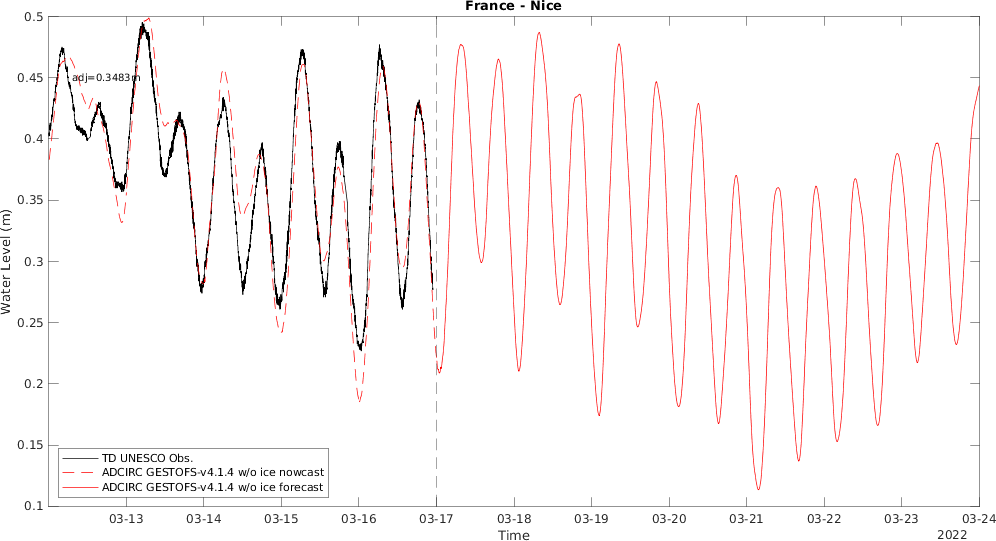 France - Nice
0.5
0.45
0.4
0.35
0.3
0.25
0.2
0.15
0.1
Water Level (m)
adj=0.3483m
TD UNESCO Obs.
ADCIRC GESTOFS-v4.1.4 w/o ice nowcast
ADCIRC GESTOFS-v4.1.4 w/o ice forecast
03-13 03-14 03-15 03-16 03-17 03-18 03-19 03-20 03-21 03-22 03-23 03-24
Time
2022